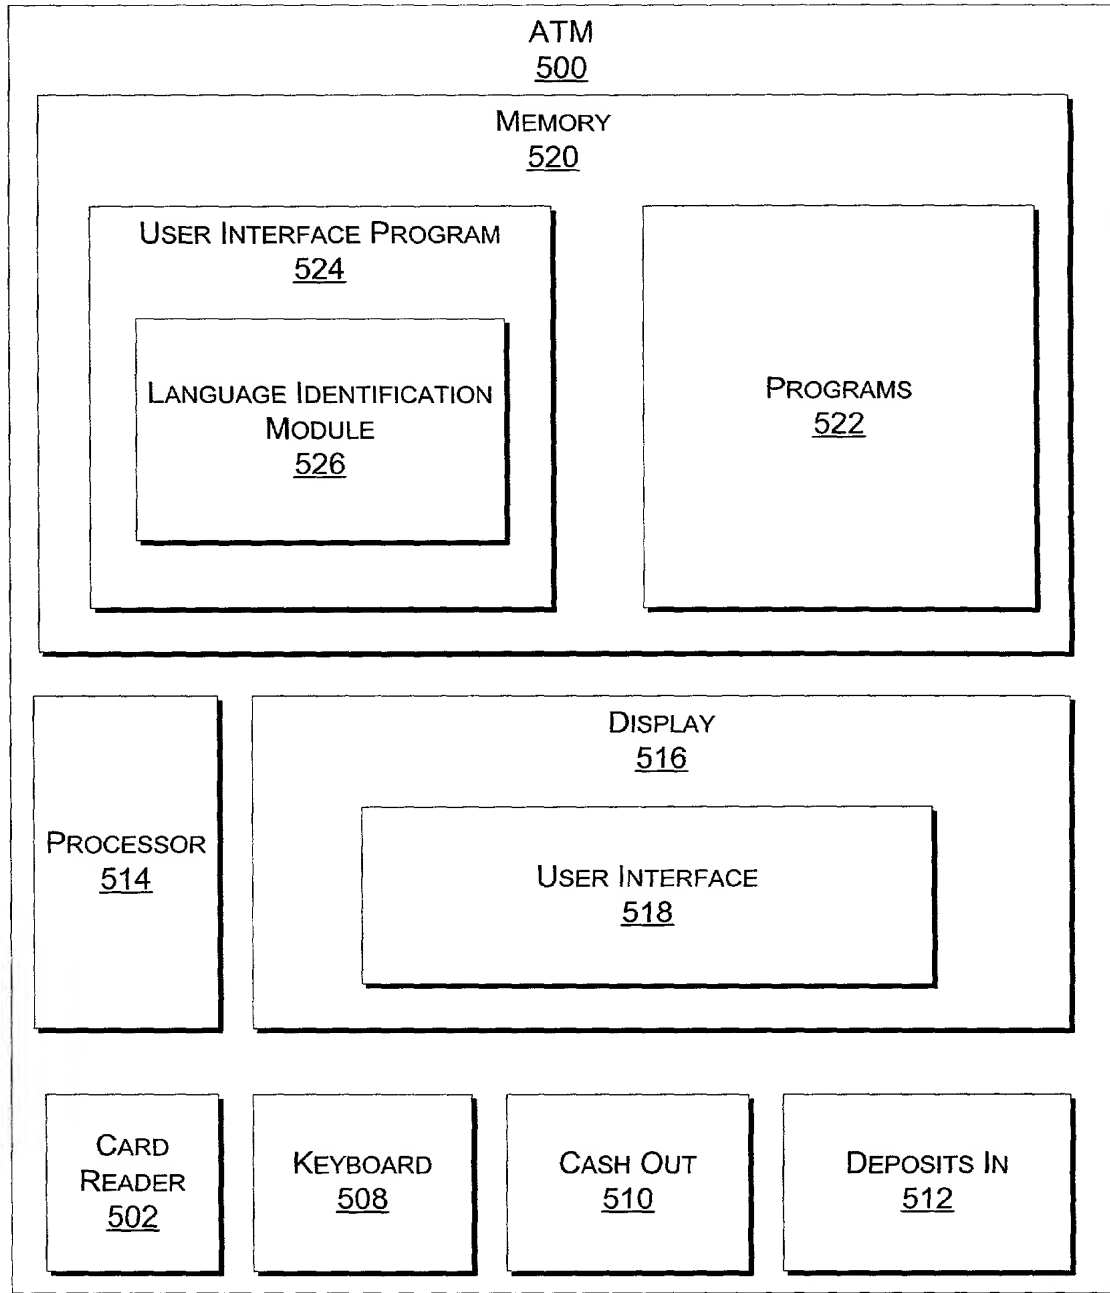 ATM
500
MEMORY
520
USER INTERFACE PROGRAM
524
LANGUAGE IDENTIFICATION
MODULE
526
PROGRAMS
522
PROCESSOR
514
DISPLAY
516
USER INTERFACE
518
CARD
READER
502
KEYBOARD
508
CASH OUT
510
DEPOSITS IN
512